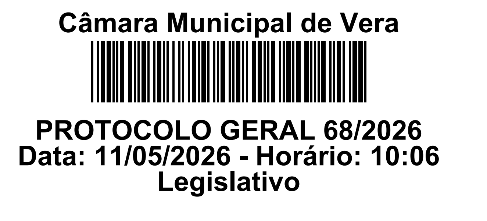 Câmara Municipal de Vera
PROTOCOLO GERAL 68/2026
Data: 11/05/2026 - Horário: 10:06
Legislativo